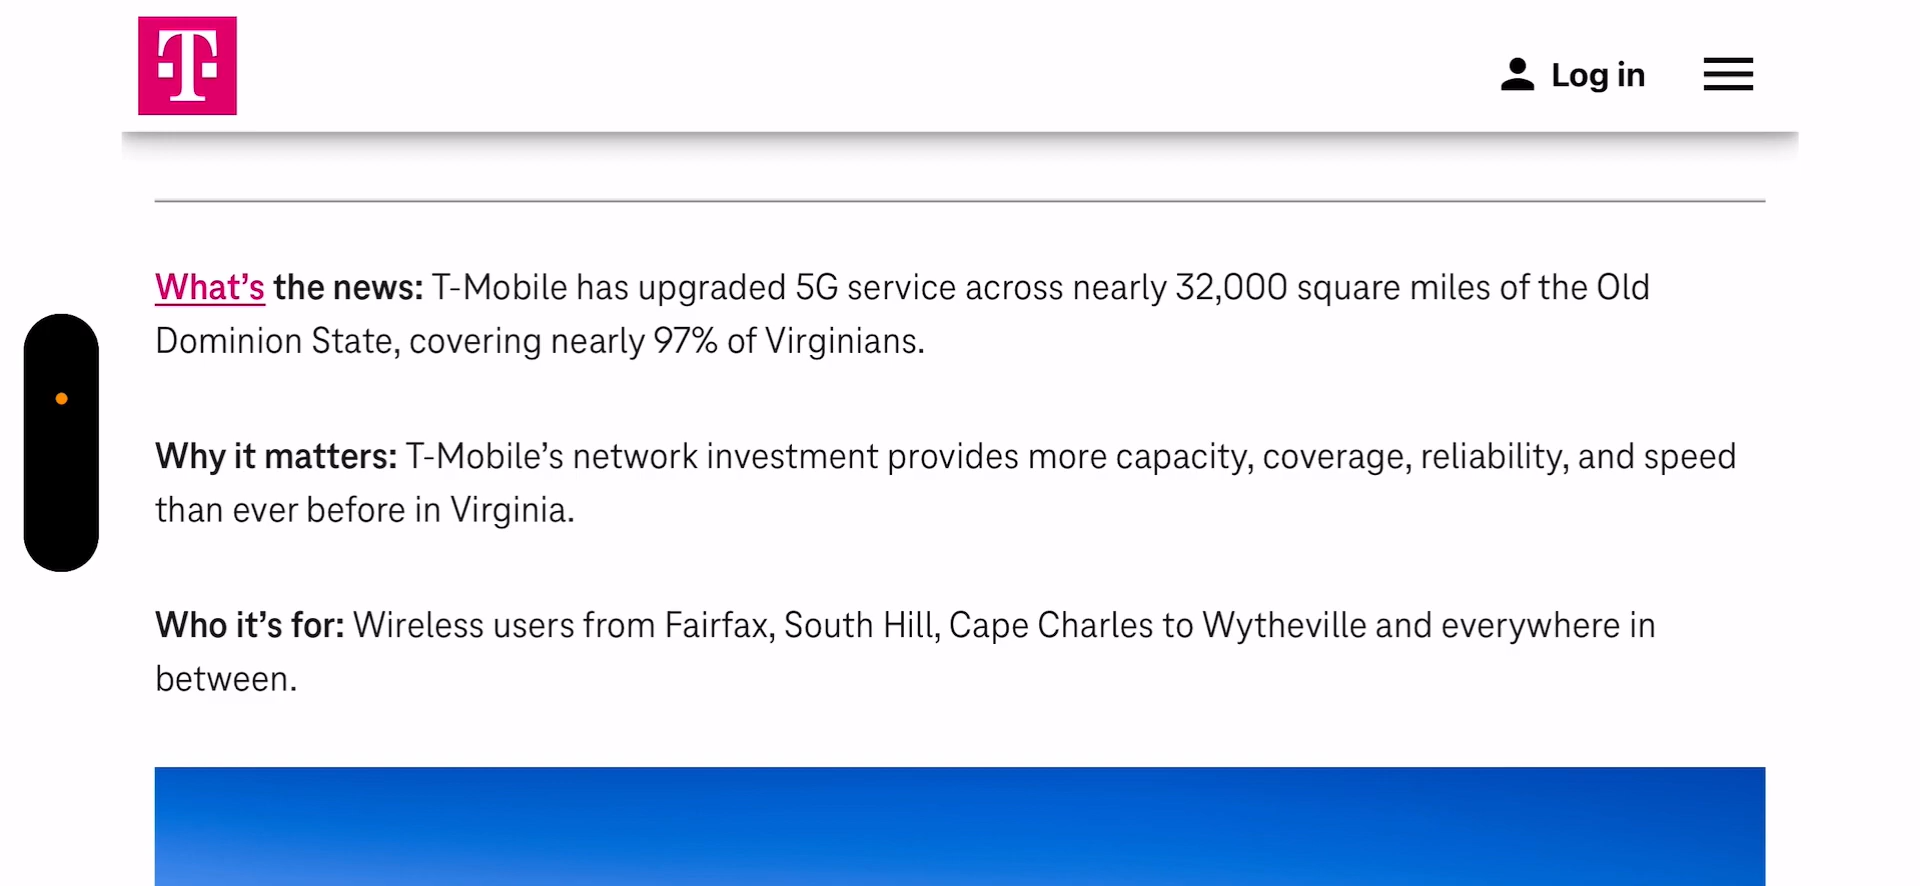 T
Log in
What’s the news: T-Mobile has upgraded 5G service across nearly 32,000 square miles of the Old
Dominion State, covering nearly 97% of Virginians.
Why it matters: T-Mobile’s network investment provides more capacity, coverage, reliability, and speed
than ever before in Virginia.
Who it’s for: Wireless users from Fairfax, South Hill, Cape Charles to Wytheville and everywhere in
between.